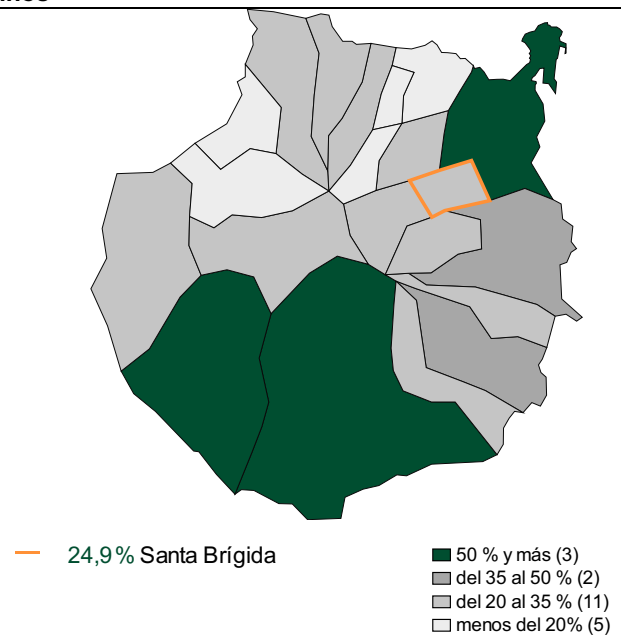 24,9% Santa Brígida
50 % y más (3)
del 35 al 50 % (2)
del 20 al 35 % (11)
menos del 20% (5)